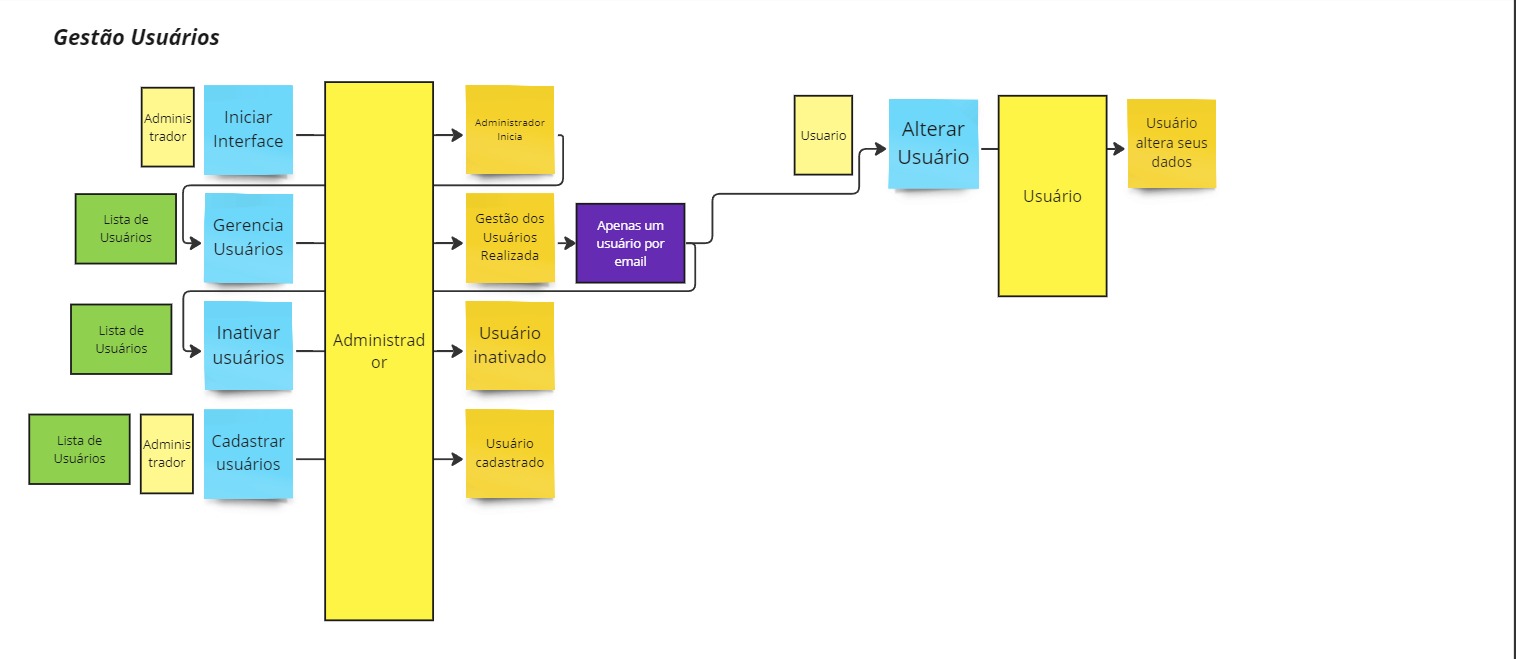 Gestão Usuários
Adminis
trador
Iniciar
Interface
Administrador
Inicia
Lista de
Usuários
Gerencia
Usuários
Gestão dos
Usuários
Realizada
Apenas um
usuário por
email
Lista de
Usuários
Inativar
usuários
Administrad
or
Usuário
inativado
Lista de
Usuários
Adminis
trador
Cadastrar
usuários
Usuário
cadastrado
Usuario
Alterar
Usuário
Usuário
Usuário
altera seus
dados